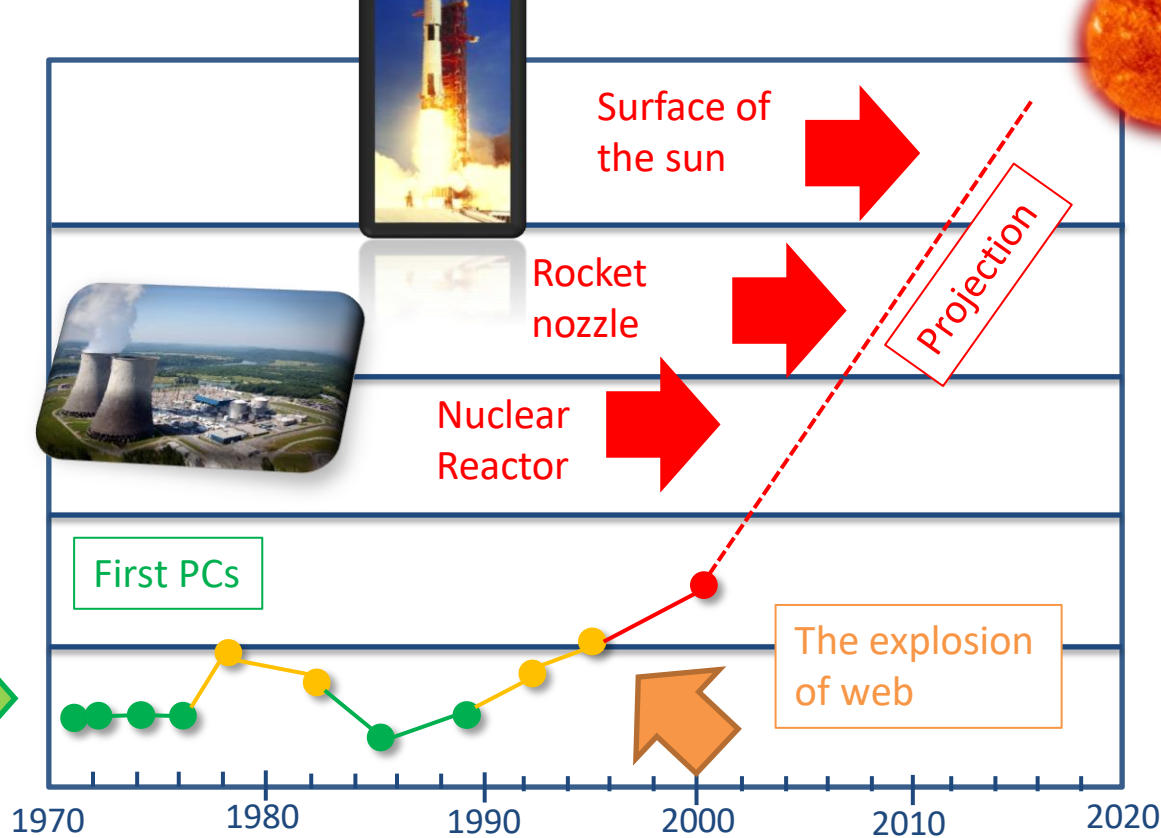 Surface of
the sun
Rocket
nozzle
Projection
Nuclear
Reactor
First PCs
The explosion
of web
1970
1980
1990
2000
2010
2020